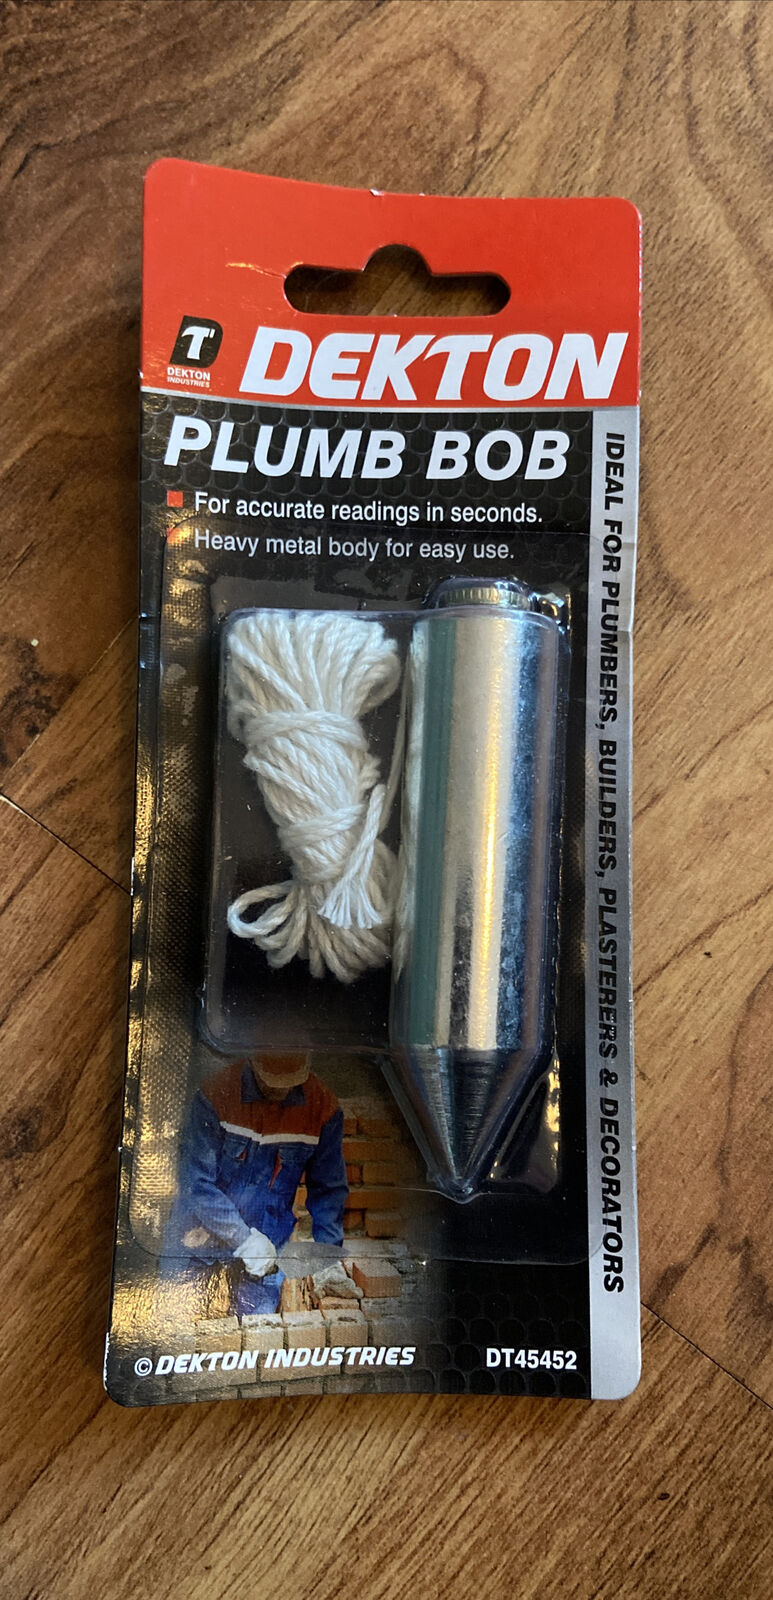 T
DEKTON
INDUSTRIES
DEKTON
PLUMB BOB
For accurate readings in seconds.
Heavy metal body for easy use.
IDEAL FOR PLUMBERS, BUILDERS, PLASTERERS & DECORATORS
© DEKTON INDUSTRIES
DT45452